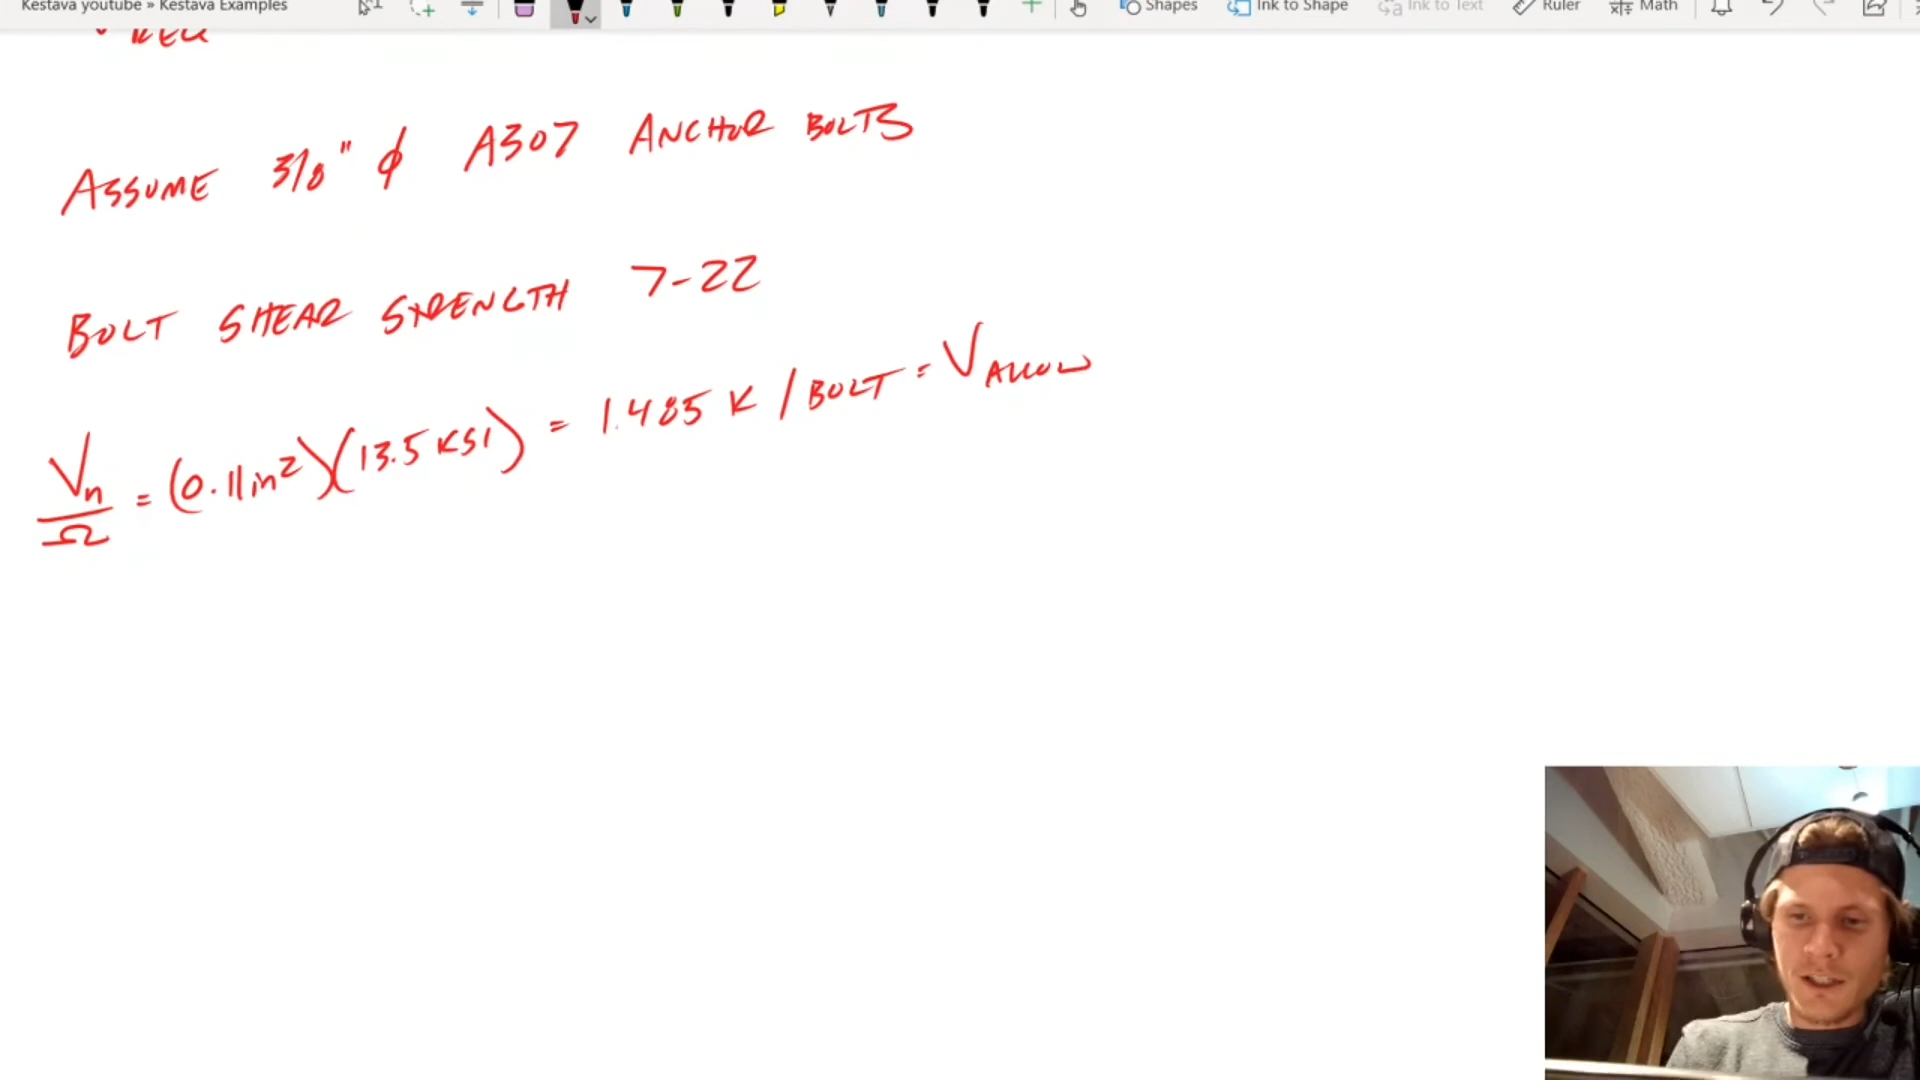 Kestava youtube » Kestava Examples Shapes Ink to Shape Ink to Text Ruler Math
ASSUME 3/8" ϕ A307 ANCHOR BOLTS
BOLT SHEAR STRENGTH 7-22
Vn/Ω = (0.11in²)(13.5 KSI) = 1.485 K / BOLT = VALLOW